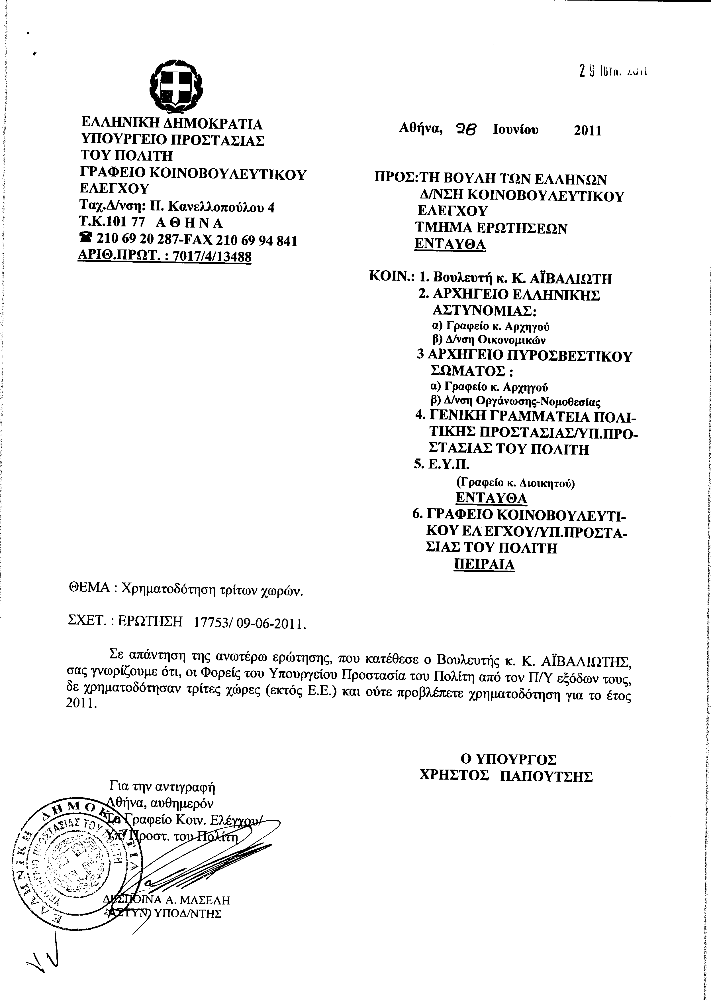 29 ΙΟΥΝ. 2011
ΕΛΛΗΝΙΚΗ ΔΗΜΟΚΡΑΤΙΑ
ΥΠΟΥΡΓΕΙΟ ΠΡΟΣΤΑΣΙΑΣ
ΤΟΥ ΠΟΛΙΤΗ
ΓΡΑΦΕΙΟ ΚΟΙΝΟΒΟΥΛΕΥΤΙΚΟΥ
ΕΛΕΓΧΟΥ
Ταχ.Δ/νση: Π. Κανελλοπούλου 4
Τ.Κ.101 77 Α Θ Η Ν Α
☎ 210 69 20 287-FAX 210 69 94 841
ΑΡΙΘ.ΠΡΩΤ. : 7017/4/13488
Αθήνα, 28 Ιουνίου 2011
ΠΡΟΣ:ΤΗ ΒΟΥΛΗ ΤΩΝ ΕΛΛΗΝΩΝ
Δ/ΝΣΗ ΚΟΙΝΟΒΟΥΛΕΥΤΙΚΟΥ
ΕΛΕΓΧΟΥ
ΤΜΗΜΑ ΕΡΩΤΗΣΕΩΝ
ΕΝΤΑΥΘΑ
ΚΟΙΝ.: 1. Βουλευτή κ. Κ. ΑΪΒΑΛΙΩΤΗ
2. ΑΡΧΗΓΕΙΟ ΕΛΛΗΝΙΚΗΣ
ΑΣΤΥΝΟΜΙΑΣ:
α) Γραφείο κ. Αρχηγού
β) Δ/νση Οικονομικών
3 ΑΡΧΗΓΕΙΟ ΠΥΡΟΣΒΕΣΤΙΚΟΥ
ΣΩΜΑΤΟΣ :
α) Γραφείο κ. Αρχηγού
β) Δ/νση Οργάνωσης-Νομοθεσίας
4. ΓΕΝΙΚΗ ΓΡΑΜΜΑΤΕΙΑ ΠΟΛΙ-
ΤΙΚΗΣ ΠΡΟΣΤΑΣΙΑΣ/ΥΠ.ΠΡΟ-
ΣΤΑΣΙΑΣ ΤΟΥ ΠΟΛΙΤΗ
5. Ε.Υ.Π.
(Γραφείο κ. Διοικητού)
ΕΝΤΑΥΘΑ
6. ΓΡΑΦΕΙΟ ΚΟΙΝΟΒΟΥΛΕΥΤΙ-
ΚΟΥ ΕΛΕΓΧΟΥ/ΥΠ.ΠΡΟΣΤΑ-
ΣΙΑΣ ΤΟΥ ΠΟΛΙΤΗ
ΠΕΙΡΑΙΑ
ΘΕΜΑ : Χρηματοδότηση τρίτων χωρών.
ΣΧΕΤ. : ΕΡΩΤΗΣΗ 17753/ 09-06-2011.
Σε απάντηση της ανωτέρω ερώτησης, που κατέθεσε ο Βουλευτής κ. Κ. ΑΪΒΑΛΙΩΤΗΣ,
σας γνωρίζουμε ότι, οι Φορείς του Υπουργείου Προστασία του Πολίτη από τον Π/Υ εξόδων τους,
δε χρηματοδότησαν τρίτες χώρες (εκτός Ε.Ε.) και ούτε προβλέπετε χρηματοδότηση για το έτος
2011.
Ο ΥΠΟΥΡΓΟΣ
ΧΡΗΣΤΟΣ ΠΑΠΟΥΤΣΗΣ
Για την αντιγραφή
Αθήνα, αυθημερόν
Το Γραφείο Κοιν. Ελέγχου/
Υπ. Προστ. του Πολίτη
ΔΕΣΠΟΙΝΑ Α. ΜΑΣΕΛΗ
ΑΣΤΥΝ. ΥΠΟΔ/ΝΤΗΣ
ΕΛΛΗΝΙΚΗ ΔΗΜΟΚΡΑΤΙΑ
ΥΠΟΥΡΓΕΙΟ ΠΡΟΣΤΑΣΙΑΣ ΤΟΥ ΠΟΛΙΤΗ